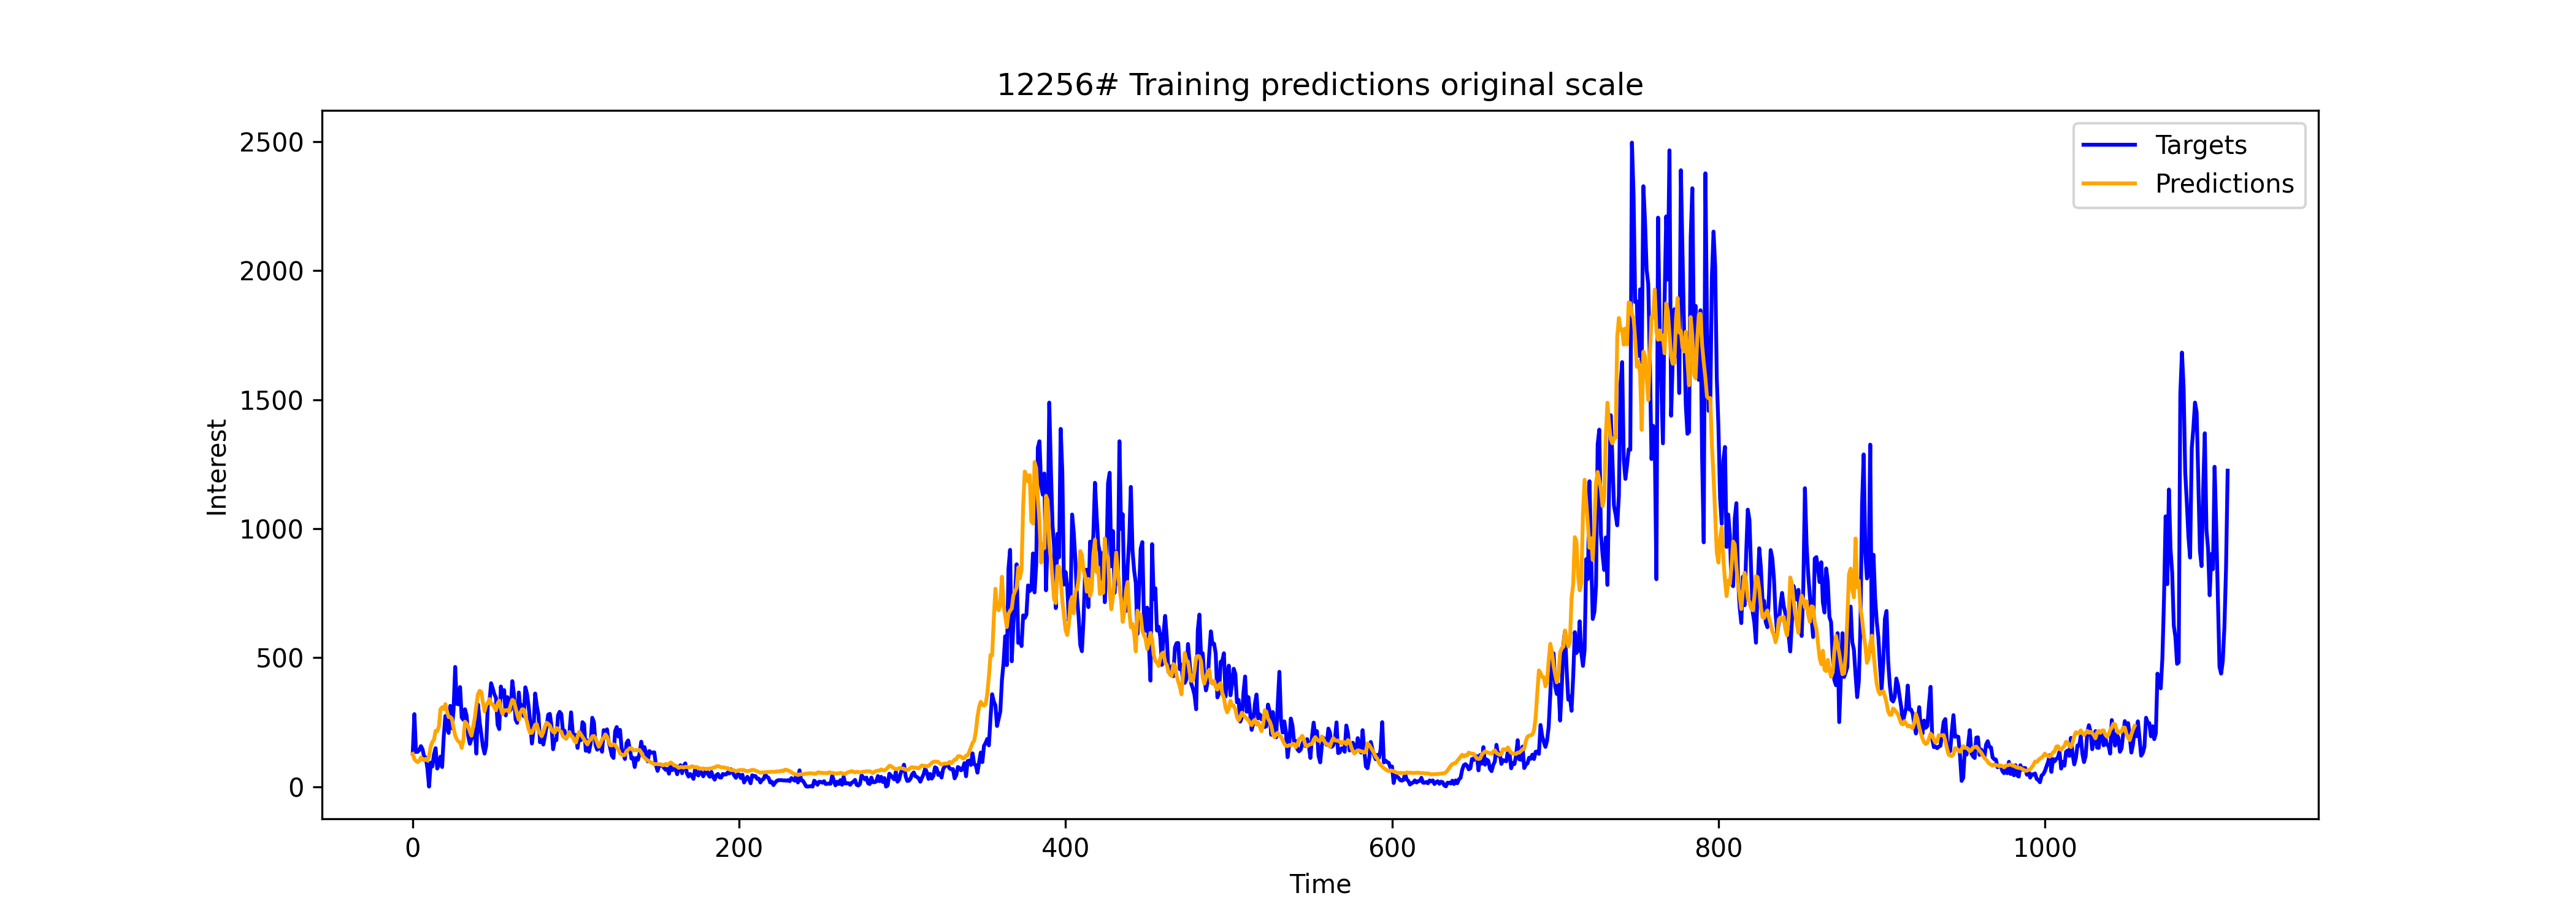 12256# Training predictions original scale
Targets
Predictions
Interest
2500
2000
1500
1000
500
0
0 200 400 600 800 1000
Time